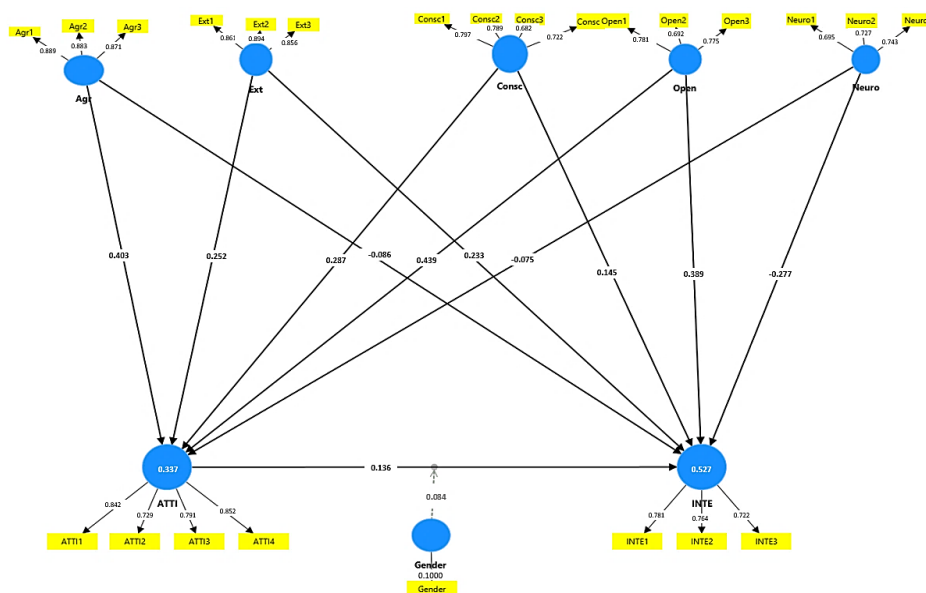 Agr1
Agr2
Agr3
Ext1
Ext2
Ext3
Consc1
Consc2
Consc3
Consc
Open1
Open2
Open3
Neuro1
Neuro2
Neuro
0.889
0.883
0.871
0.861
0.894
0.856
0.797
0.789
0.682
0.722
0.781
0.692
0.775
0.695
0.727
0.743
Agr
Ext
Consc
Open
Neuro
0.403
0.252
0.287
-0.086
0.439
0.233
-0.075
0.145
0.389
-0.277
0.337
0.136
0.527
ATTI
INTE
0.084
0.842
0.729
0.791
0.852
0.781
0.764
0.722
ATTI1
ATTI2
ATTI3
ATTI4
INTE1
INTE2
INTE3
Gender
0.1000
Gender